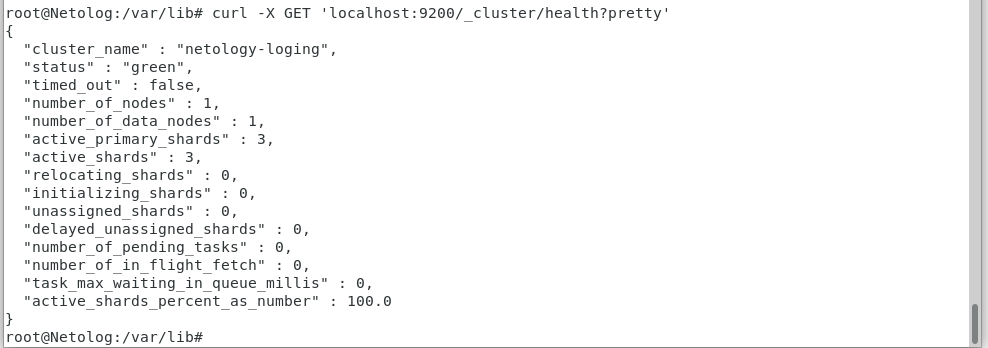 root@Netolog:/var/lib# curl -X GET 'localhost:9200/_cluster/health?pretty'
{
  "cluster_name" : "netology-loging",
  "status" : "green",
  "timed_out" : false,
  "number_of_nodes" : 1,
  "number_of_data_nodes" : 1,
  "active_primary_shards" : 3,
  "active_shards" : 3,
  "relocating_shards" : 0,
  "initializing_shards" : 0,
  "unassigned_shards" : 0,
  "delayed_unassigned_shards" : 0,
  "number_of_pending_tasks" : 0,
  "number_of_in_flight_fetch" : 0,
  "task_max_waiting_in_queue_millis" : 0,
  "active_shards_percent_as_number" : 100.0
}
root@Netolog:/var/lib#